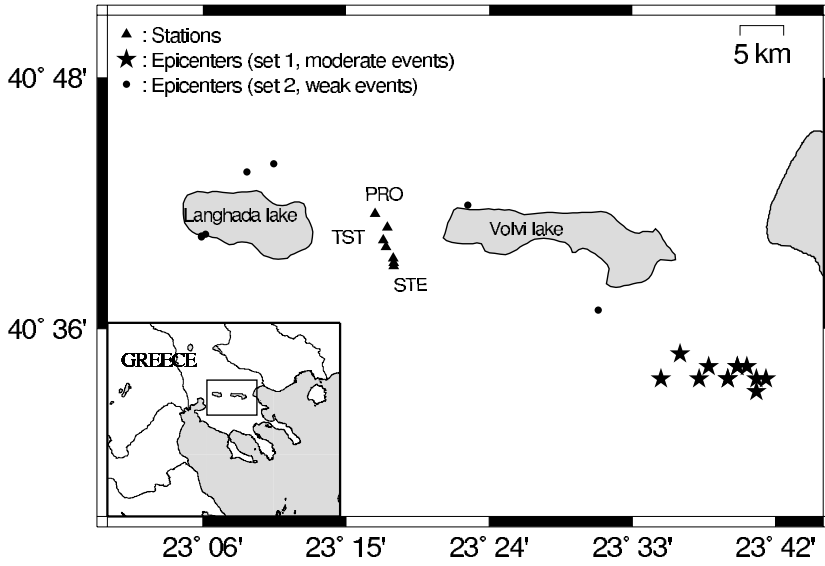 : Stations
: Epicenters (set 1, moderate events)
: Epicenters (set 2, weak events)
5 km
40° 48'
PRO
Langhada lake
TST
Volvi lake
STE
40° 36'
GREECE
23° 06'
23° 15'
23° 24'
23° 33'
23° 42'